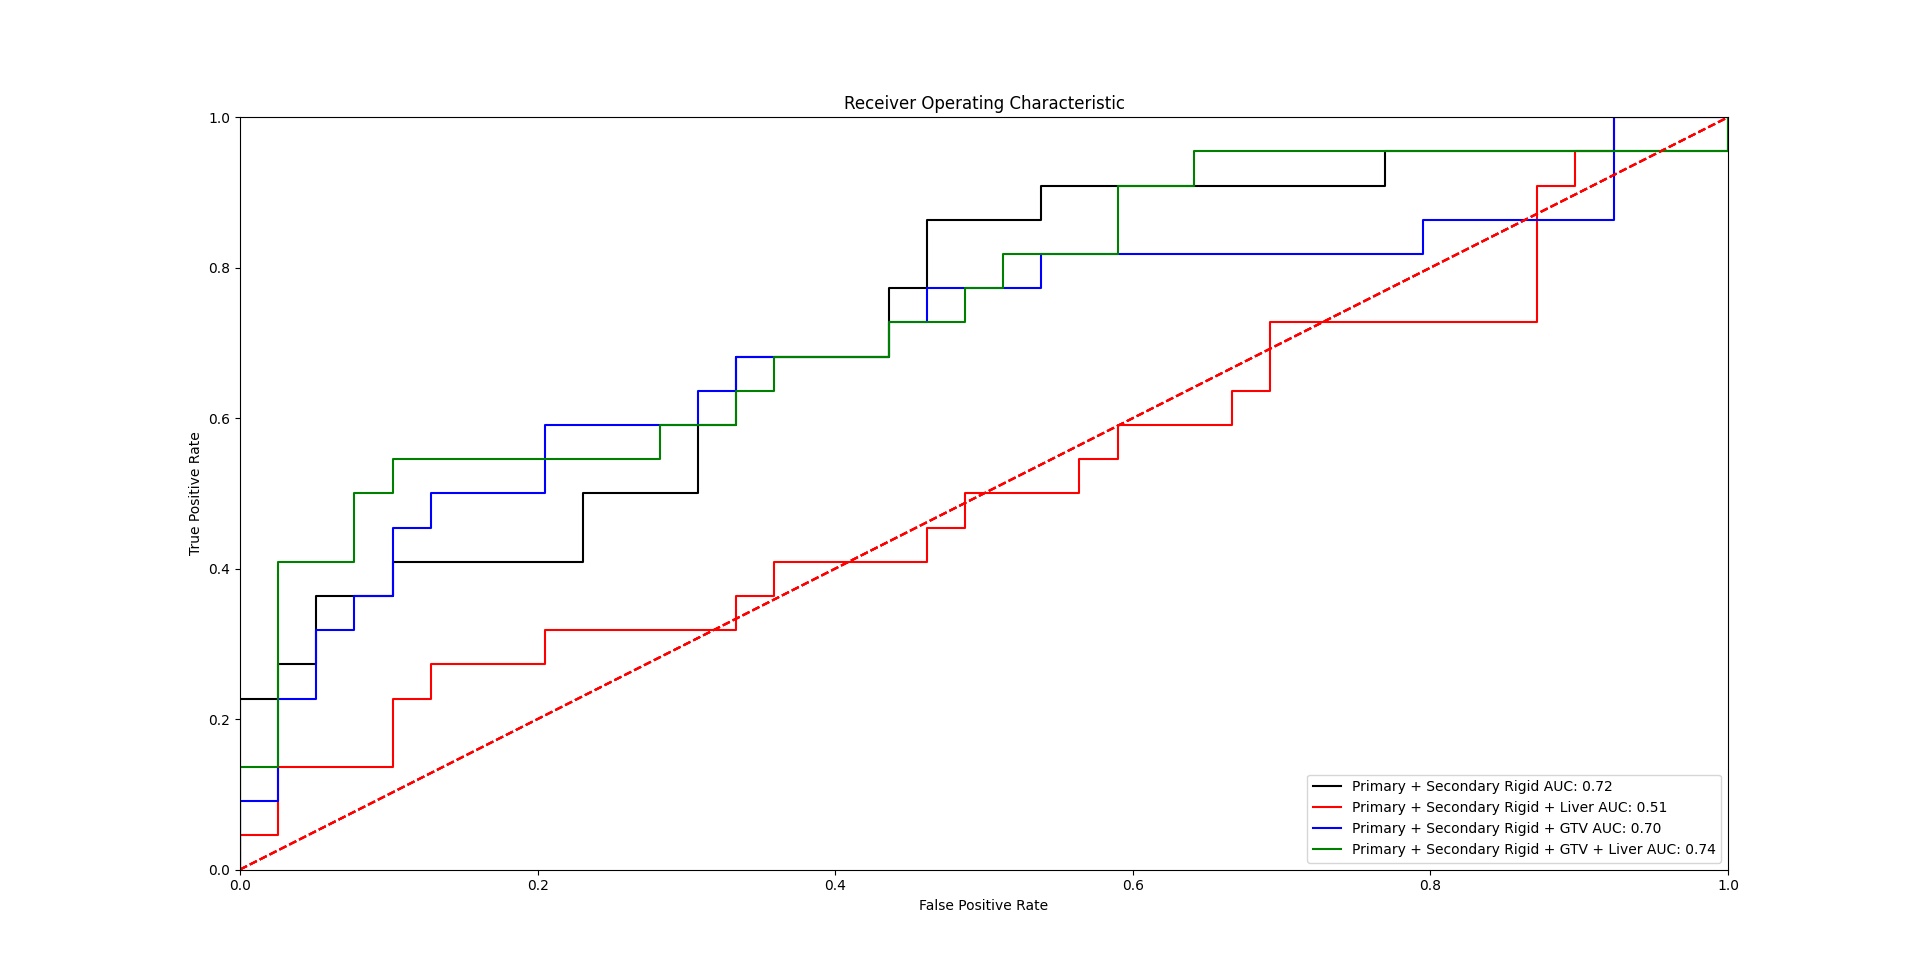 Receiver Operating Characteristic
1.0
0.8
0.6
0.4
0.2
0.0
True Positive Rate
0.0 0.2 0.4 0.6 0.8 1.0
False Positive Rate
Primary + Secondary Rigid AUC: 0.72
Primary + Secondary Rigid + Liver AUC: 0.51
Primary + Secondary Rigid + GTV AUC: 0.70
Primary + Secondary Rigid + GTV + Liver AUC: 0.74